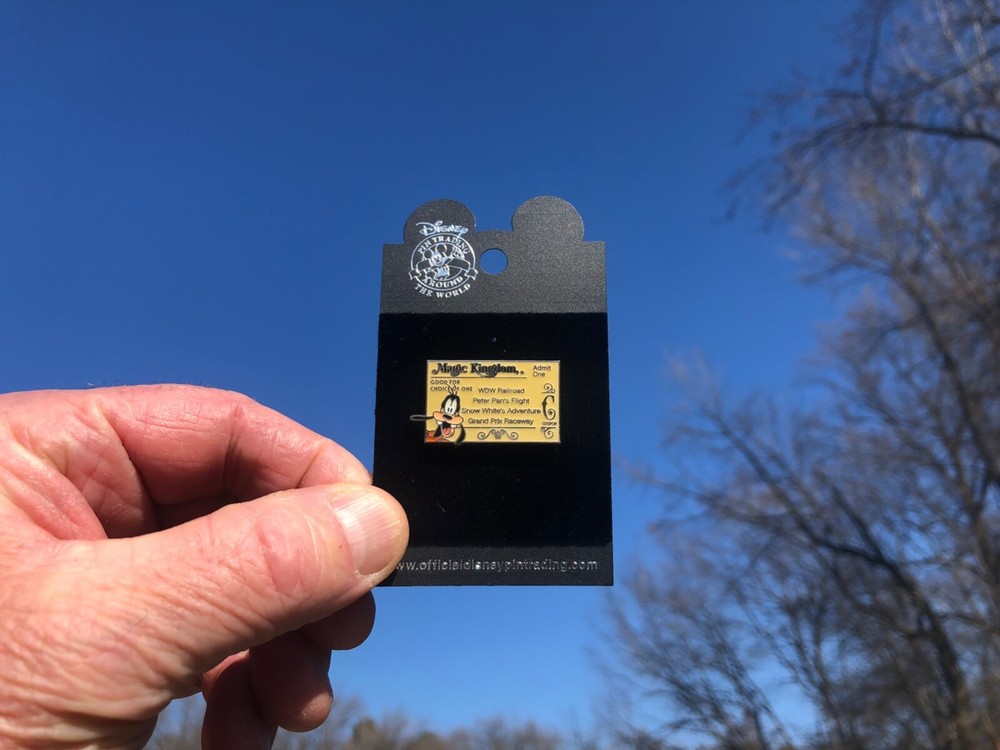 Disney
PIN TRADING
AROUND
THE WORLD
Magic Kingdom
Admit
One
GOOD FOR
CHOICE OF ONE
WDW Railroad
Peter Pan's Flight
Snow White's Adventure
Grand Prix Raceway
C
COUPON
www.officialdisneypintrading.com